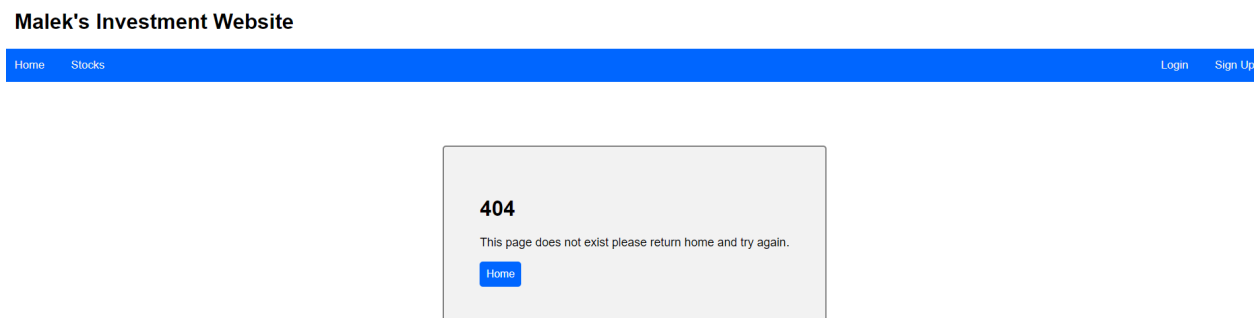 Malek's Investment Website
Home Stocks Login Sign Up
404
This page does not exist please return home and try again.
Home